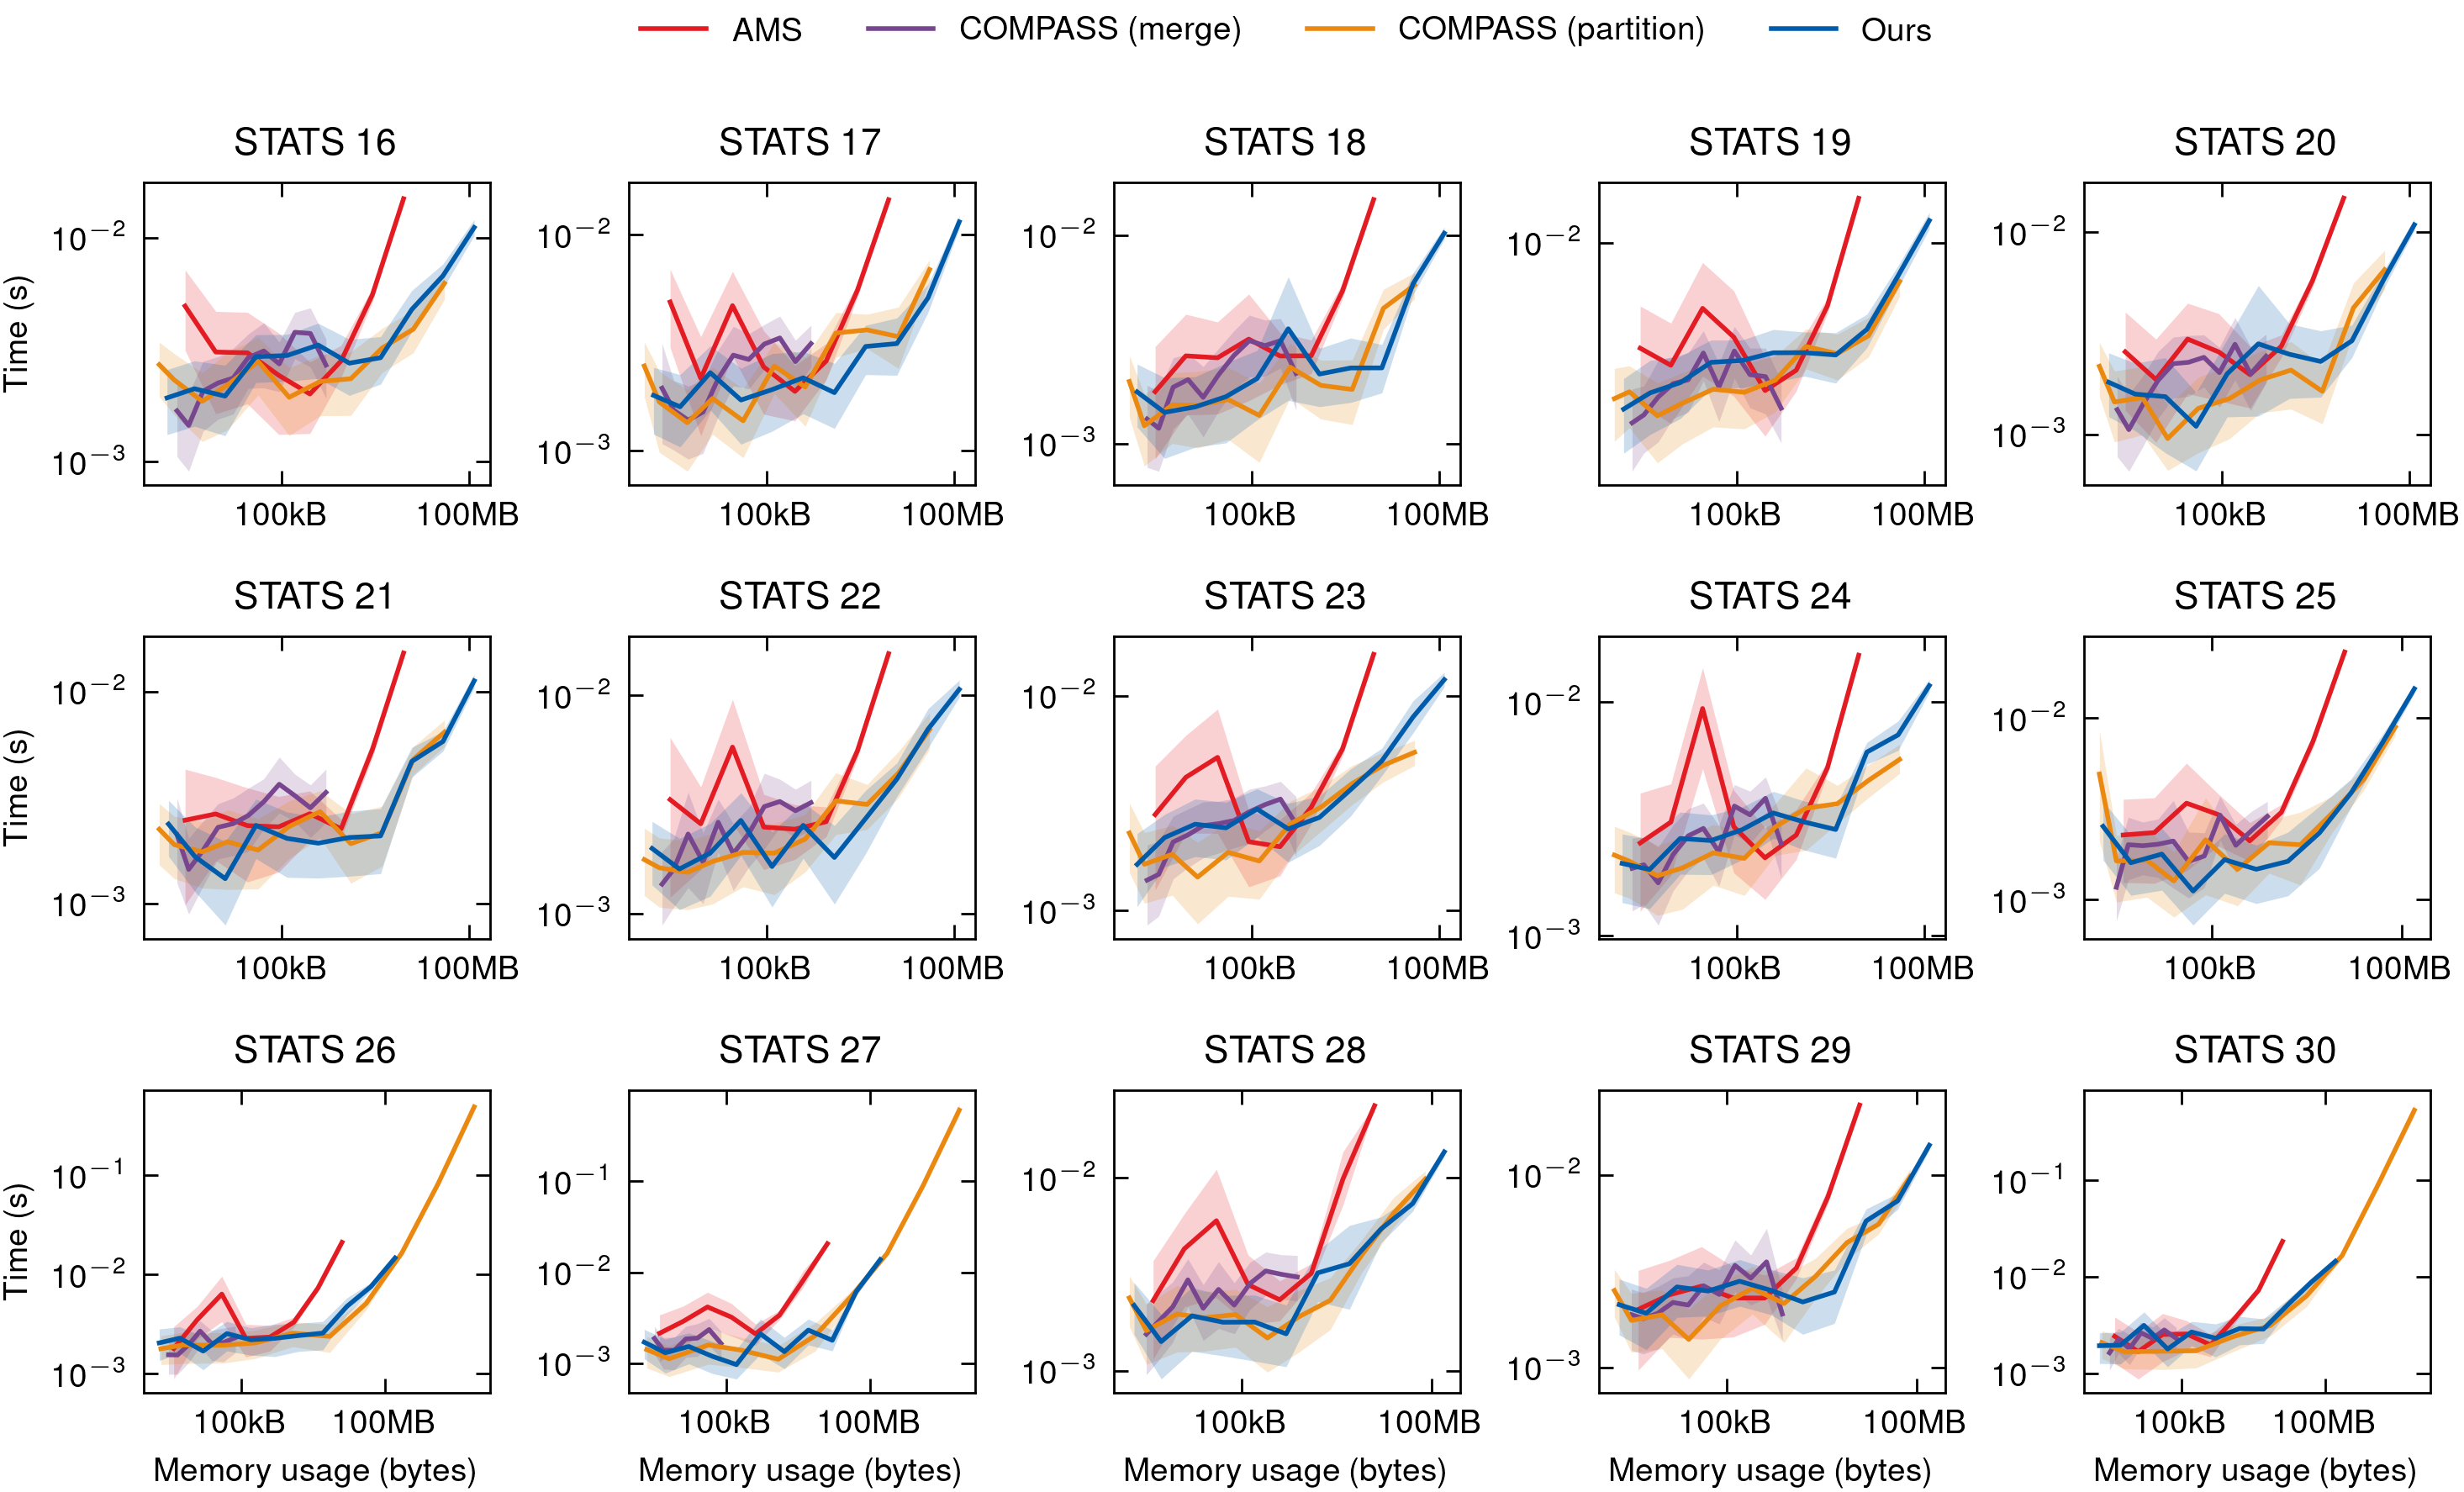 AMS COMPASS (merge) COMPASS (partition) Ours
STATS 16 STATS 17 STATS 18 STATS 19 STATS 20
Time (s)
10−2 10−2 10−2 10−2 10−2
10−3 10−3 10−3 10−3
100kB 100MB 100kB 100MB 100kB 100MB 100kB 100MB 100kB 100MB
STATS 21 STATS 22 STATS 23 STATS 24 STATS 25
Time (s)
10−2 10−2 10−2 10−2 10−2
10−3 10−3 10−3 10−3 10−3
100kB 100MB 100kB 100MB 100kB 100MB 100kB 100MB 100kB 100MB
STATS 26 STATS 27 STATS 28 STATS 29 STATS 30
Time (s)
10−1 10−1 10−2 10−2 10−1
10−2 10−2 10−2
10−3 10−3 10−3 10−3 10−3
100kB 100MB 100kB 100MB 100kB 100MB 100kB 100MB 100kB 100MB
Memory usage (bytes) Memory usage (bytes) Memory usage (bytes) Memory usage (bytes) Memory usage (bytes)